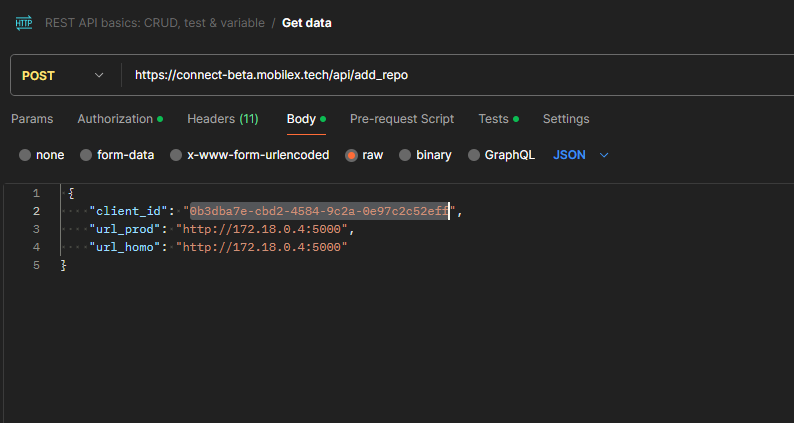 HTTP REST API basics: CRUD, test & variable / Get data
POST https://connect-beta.mobilex.tech/api/add_repo
Params Authorization Headers (11) Body Pre-request Script Tests Settings
none form-data x-www-form-urlencoded raw binary GraphQL JSON
1 {
2 "client_id": "0b3dba7e-cbd2-4584-9c2a-0e97c2c52eff",
3 "url_prod": "http://172.18.0.4:5000",
4 "url_homo": "http://172.18.0.4:5000"
5 }